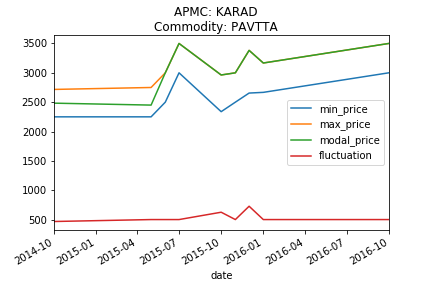 APMC: KARAD
Commodity: PAVTTA
3500
3000
2500
2000
1500
1000
500
min_price
max_price
modal_price
fluctuation
2014-10
2015-01
2015-04
2015-07
2015-10
2016-01
2016-04
2016-07
2016-10
date